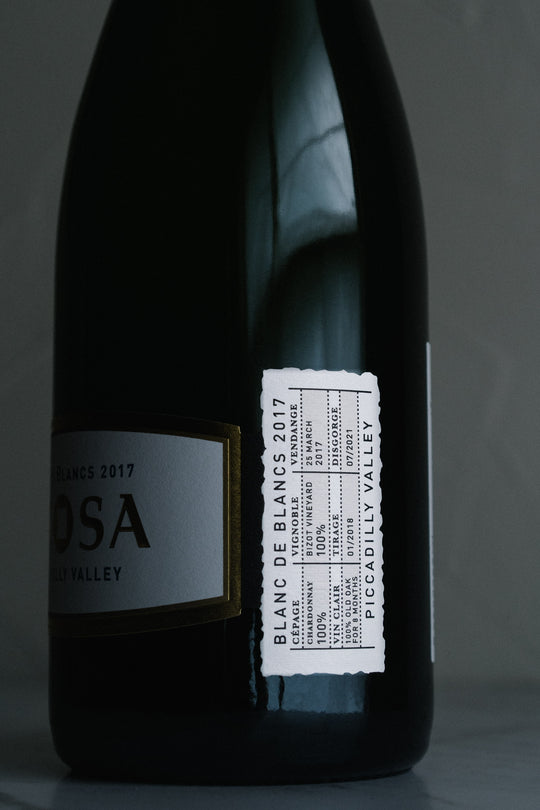 BLANCS 2017
OSA
LLY VALLEY
BLANC DE BLANCS 2017
CÉPAGE VIGNOBLE VENDANGE
CHARDONNAY BIZOT VINEYARD 25 MARCH
100% 100% 2017
VIN CLAIR TIRAGE DISGORGE
100% OLD OAK 01/2018 07/2021
FOR 8 MONTHS
PICCADILLY VALLEY